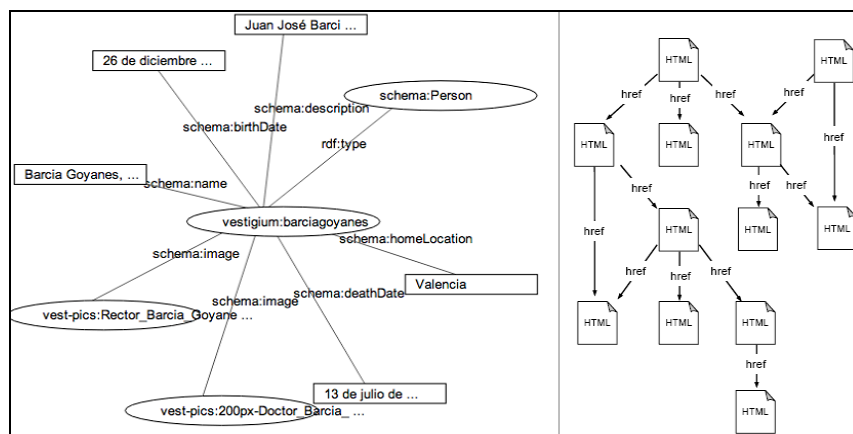 Juan José Barci ...
26 de diciembre ...
schema:Person
schema:description
schema:birthDate
rdf:type
Barcia Goyanes, ...
schema:name
vestigium:barciagoyanes
schema:homeLocation
schema:image
Valencia
schema:deathDate
schema:image
vest-pics:Rector_Barcia_Goyane ...
13 de julio de ...
vest-pics:200px-Doctor_Barcia_ ...
HTML
HTML
href
href
href
href
href
HTML
HTML
HTML
href
href
href
HTML
HTML
HTML
HTML
href
href
href
href
HTML
HTML
HTML
href
HTML